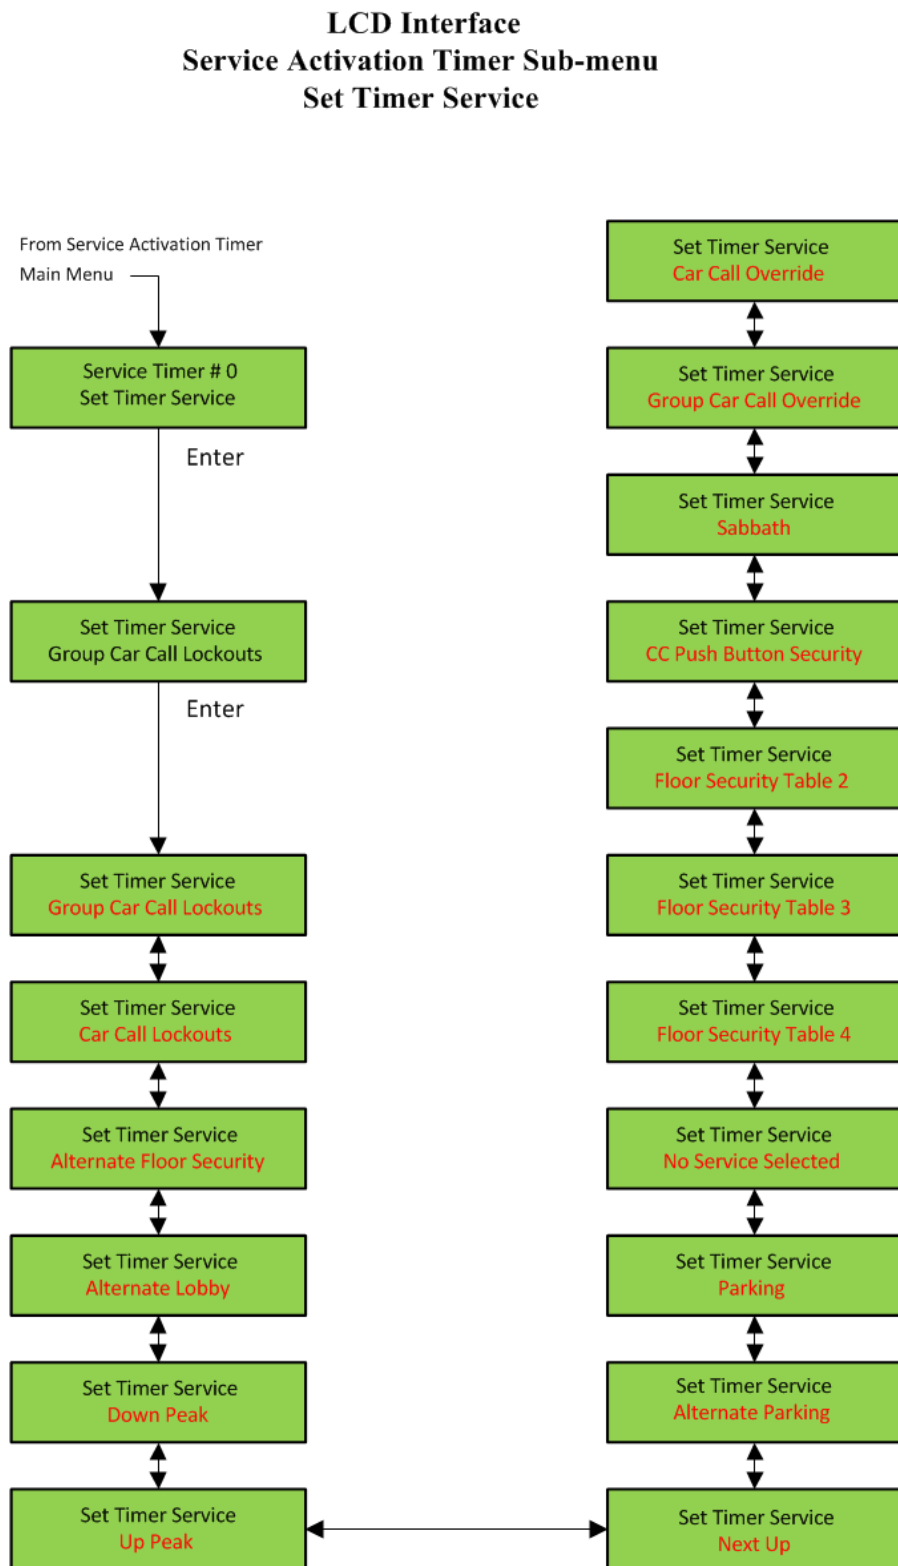 LCD Interface
Service Activation Timer Sub-menu
Set Timer Service
From Service Activation Timer
Main Menu
Service Timer # 0
Set Timer Service
Enter
Set Timer Service
Group Car Call Lockouts
Enter
Set Timer Service
Group Car Call Lockouts
Set Timer Service
Car Call Lockouts
Set Timer Service
Alternate Floor Security
Set Timer Service
Alternate Lobby
Set Timer Service
Down Peak
Set Timer Service
Up Peak
Set Timer Service
Car Call Override
Set Timer Service
Group Car Call Override
Set Timer Service
Sabbath
Set Timer Service
CC Push Button Security
Set Timer Service
Floor Security Table 2
Set Timer Service
Floor Security Table 3
Set Timer Service
Floor Security Table 4
Set Timer Service
No Service Selected
Set Timer Service
Parking
Set Timer Service
Alternate Parking
Set Timer Service
Next Up